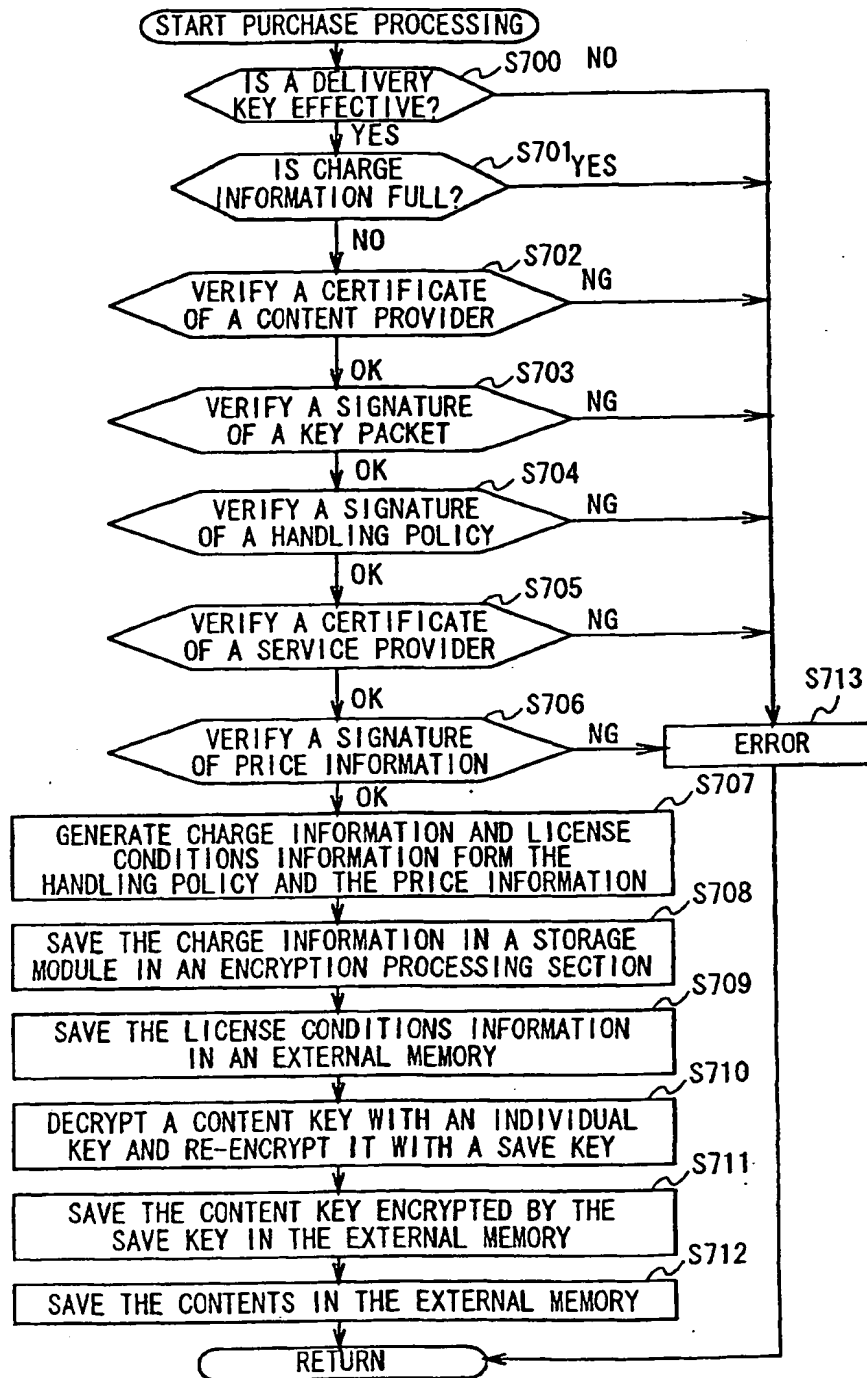 START PURCHASE PROCESSING
S700
NO
IS A DELIVERY
KEY EFFECTIVE?
YES
S701
YES
IS CHARGE
INFORMATION FULL?
NO
S702
NG
VERIFY A CERTIFICATE
OF A CONTENT PROVIDER
OK
S703
NG
VERIFY A SIGNATURE
OF A KEY PACKET
OK
S704
NG
VERIFY A SIGNATURE
OF A HANDLING POLICY
OK
S705
NG
VERIFY A CERTIFICATE
OF A SERVICE PROVIDER
OK
S706
NG
VERIFY A SIGNATURE
OF PRICE INFORMATION
S713
ERROR
OK
S707
GENERATE CHARGE INFORMATION AND LICENSE
CONDITIONS INFORMATION FORM THE
HANDLING POLICY AND THE PRICE INFORMATION
S708
SAVE THE CHARGE INFORMATION IN A STORAGE
MODULE IN AN ENCRYPTION PROCESSING SECTION
S709
SAVE THE LICENSE CONDITIONS INFORMATION
IN AN EXTERNAL MEMORY
S710
DECRYPT A CONTENT KEY WITH AN INDIVIDUAL
KEY AND RE-ENCRYPT IT WITH A SAVE KEY
S711
SAVE THE CONTENT KEY ENCRYPTED BY THE
SAVE KEY IN THE EXTERNAL MEMORY
S712
SAVE THE CONTENTS IN THE EXTERNAL MEMORY
RETURN